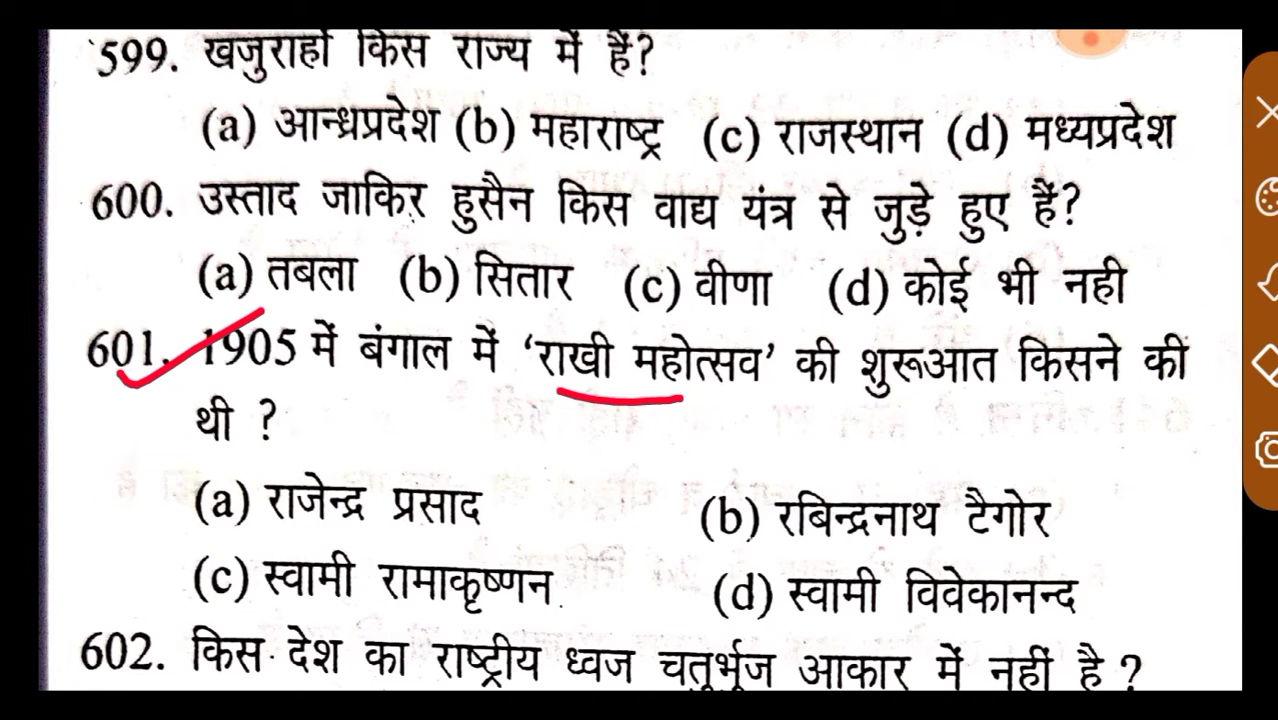 599. खजुराहो किस राज्य में है?
(a) आन्ध्रप्रदेश (b) महाराष्ट्र (c) राजस्थान (d) मध्यप्रदेश
600. उस्ताद जाकिर हुसैन किस वाद्य यंत्र से जुड़े हुए हैं?
(a) तबला (b) सितार (c) वीणा (d) कोई भी नही
601. 1905 में बंगाल में ‘राखी महोत्सव’ की शुरूआत किसने की
थी ?
(a) राजेन्द्र प्रसाद (b) रबिन्द्रनाथ टैगोर
(c) स्वामी रामाकृष्णन (d) स्वामी विवेकानन्द
602. किस देश का राष्ट्रीय ध्वज चतुर्भूज आकार में नहीं है ?